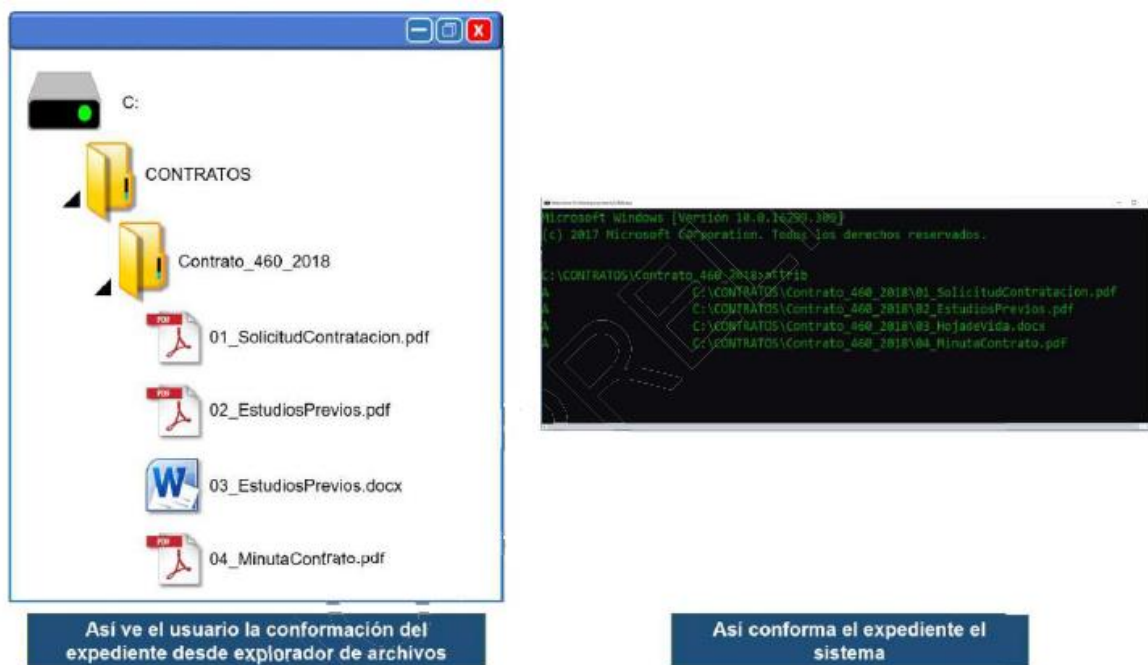 X
C:
CONTRATOS
Contrato_460_2018
PDF
01_SolicitudContratacion.pdf
PDF
02_EstudiosPrevios.pdf
W
03_EstudiosPrevios.docx
PDF
04_MinutaContrato.pdf
Así ve el usuario la conformación del
expediente desde explorador de archivos
Microsoft Windows [Versión 10.0.16299.309]
(c) 2017 Microsoft Corporation. Todos los derechos reservados.
C:\CONTRATOS\Contrato_460_2018>attrib
A C:\CONTRATOS\Contrato_460_2018\01_SolicitudContratacion.pdf
A C:\CONTRATOS\Contrato_460_2018\02_EstudiosPrevios.pdf
A C:\CONTRATOS\Contrato_460_2018\03_HojadeVida.docx
A C:\CONTRATOS\Contrato_460_2018\04_MinutaContrato.pdf
Así conforma el expediente el
sistema